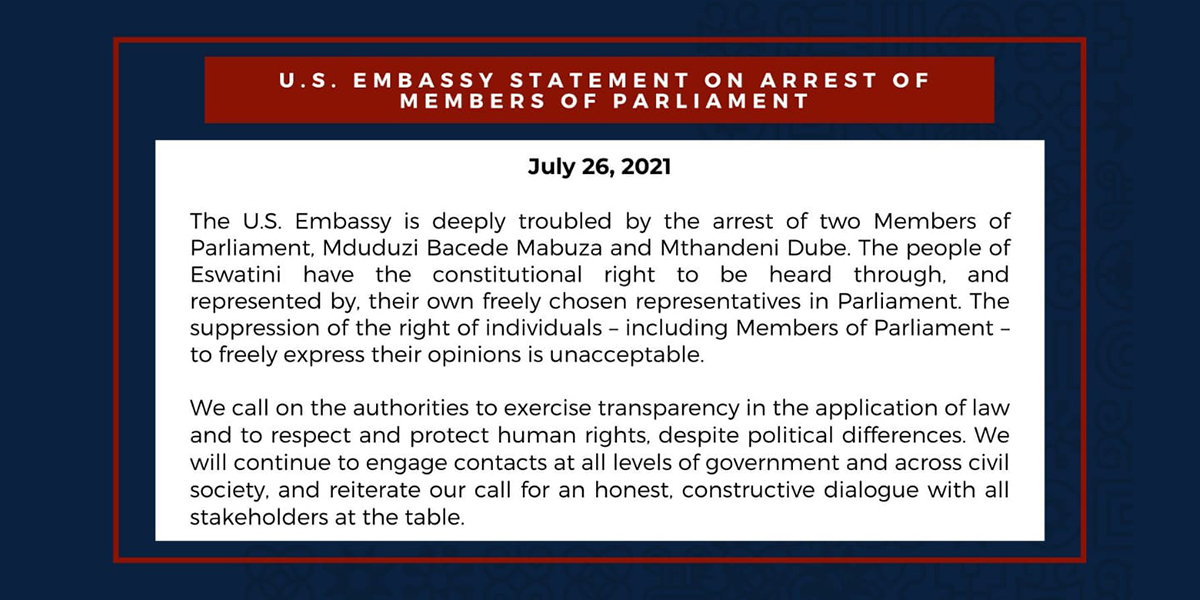 U.S. EMBASSY STATEMENT ON ARREST OF
MEMBERS OF PARLIAMENT
July 26, 2021
The U.S. Embassy is deeply troubled by the arrest of two Members of
Parliament, Mduduzi Bacede Mabuza and Mthandeni Dube. The people of
Eswatini have the constitutional right to be heard through, and
represented by, their own freely chosen representatives in Parliament. The
suppression of the right of individuals – including Members of Parliament –
to freely express their opinions is unacceptable.
We call on the authorities to exercise transparency in the application of law
and to respect and protect human rights, despite political differences. We
will continue to engage contacts at all levels of government and across civil
society, and reiterate our call for an honest, constructive dialogue with all
stakeholders at the table.